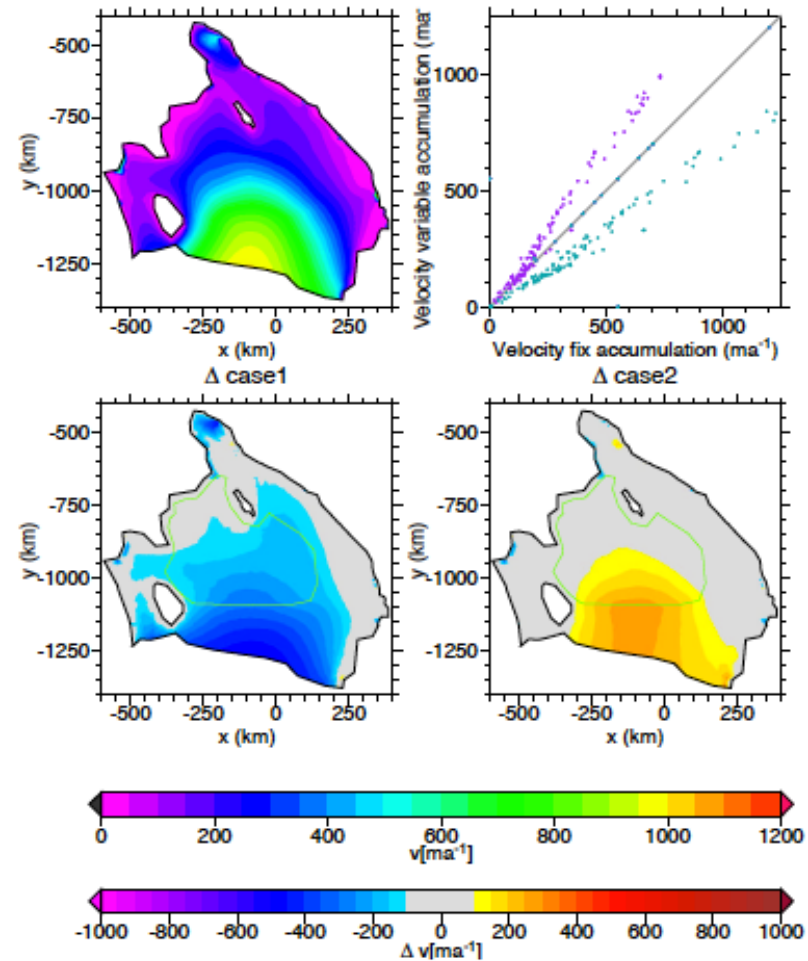 -500
-750
-1000
-1250
y (km)
-500 -250 0 250
x (km)
1000
500
0
Velocity variable accumulation (ma
0 500 1000
Velocity fix accumulation (ma-1)
Δ case1
-500
-750
-1000
-1250
y (km)
-500 -250 0 250
x (km)
Δ case2
-500
-750
-1000
-1250
y (km)
-500 -250 0 250
x (km)
0 200 400 600 800 1000 1200
v[ma-1]
-1000 -800 -600 -400 -200 0 200 400 600 800 1000
Δ v[ma-1]